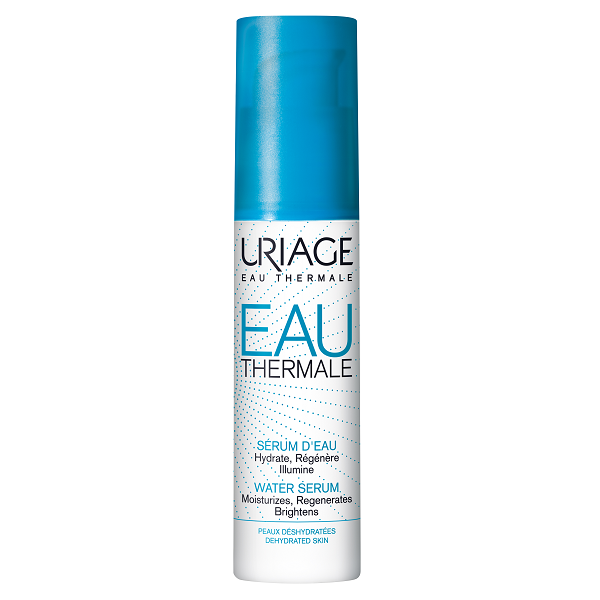 URIAGE
EAU THERMALE
EAU
THERMALE
SÉRUM D'EAU
Hydrate, Régénère
Illumine
WATER SERUM
Moisturizes, Regenerates
Brightens
PEAUX DÉSHYDRATÉES
DEHYDRATED SKIN